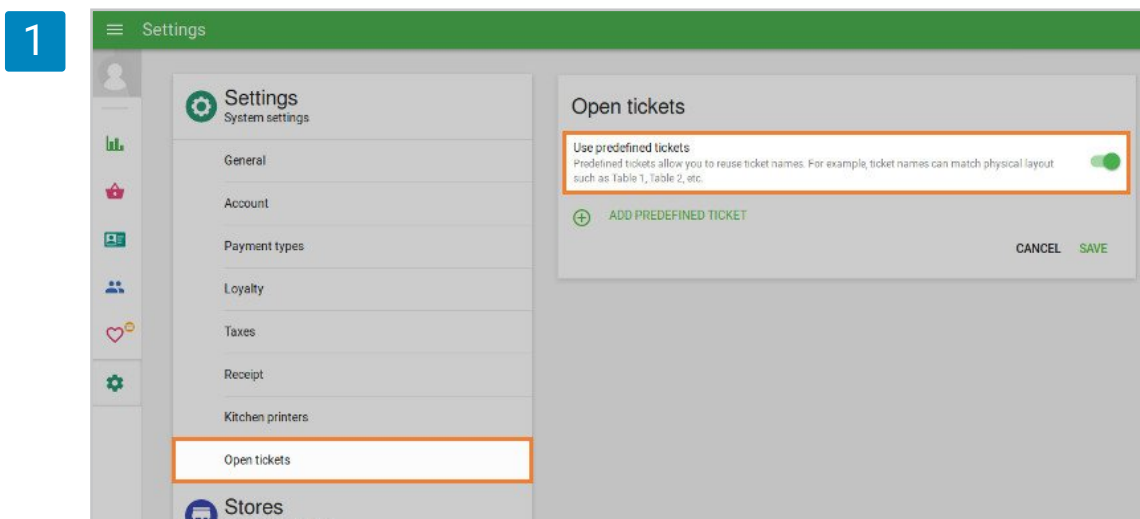 1
Settings
Settings
System settings
General
Account
Payment types
Loyalty
Taxes
Receipt
Kitchen printers
Open tickets
Stores
Open tickets
Use predefined tickets
Predefined tickets allow you to reuse ticket names. For example, ticket names can match physical layout
such as Table 1, Table 2, etc.
ADD PREDEFINED TICKET
CANCEL SAVE